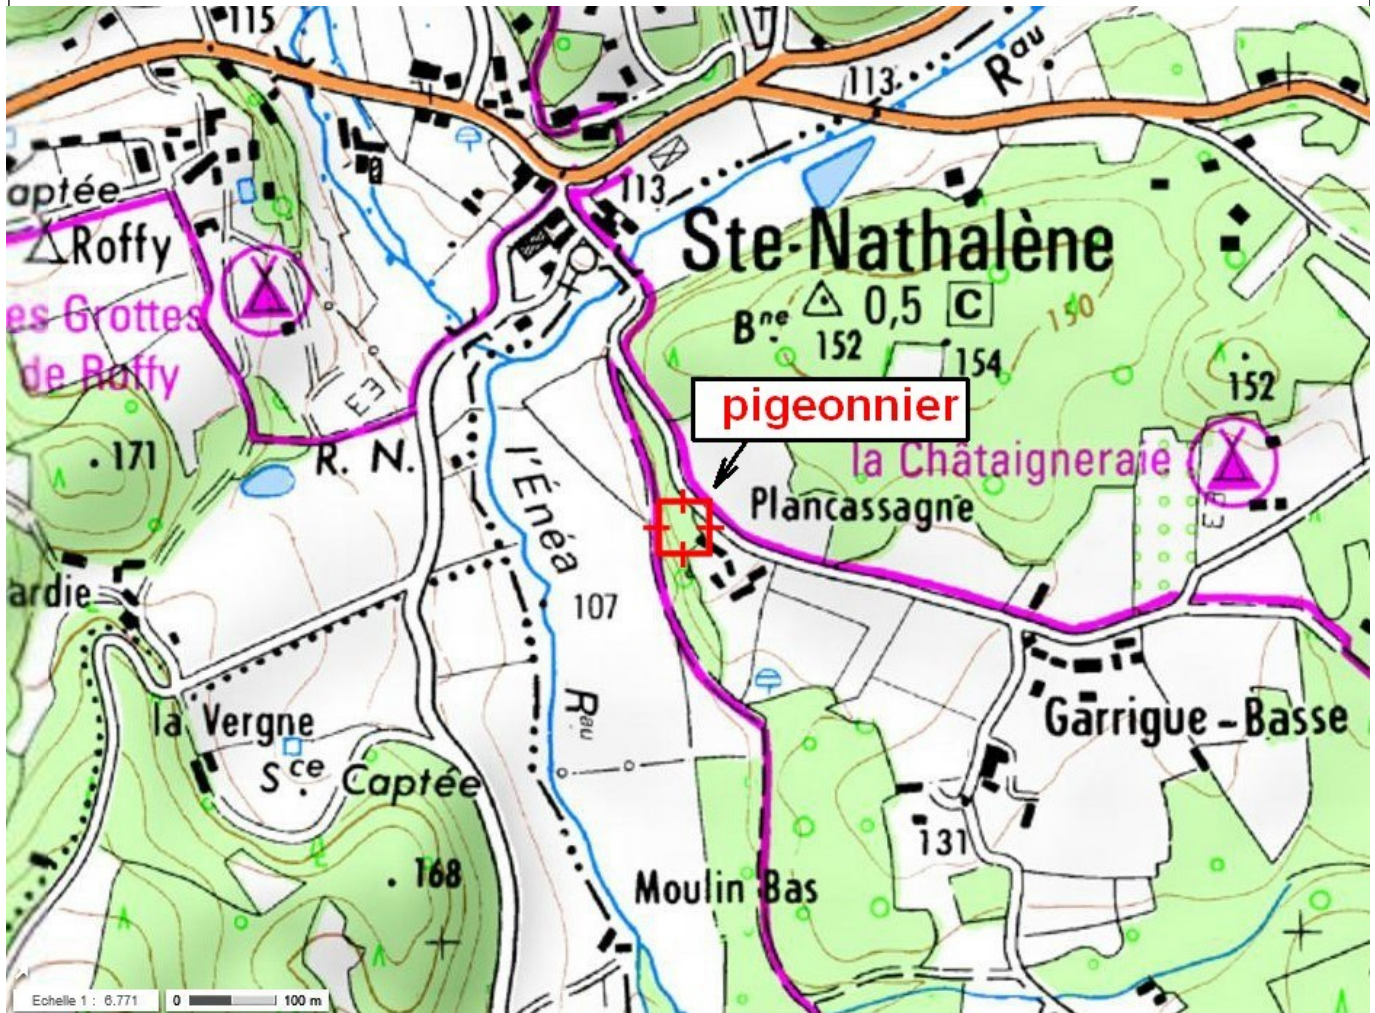 115
113
R au
aptée
Roffy
113
Ste-Nathalène
es Grottes
de Roffy
Bne 0,5 C
152
150
154
152
pigeonnier
171
R. N.
la Châtaigneraie
Plancassagne
l'Énéa
ardie
107
la Vergne
Rau
Garrigue-Basse
Sce Captée
131
168
Moulin Bas
Echelle 1 : 6.771
0 100 m